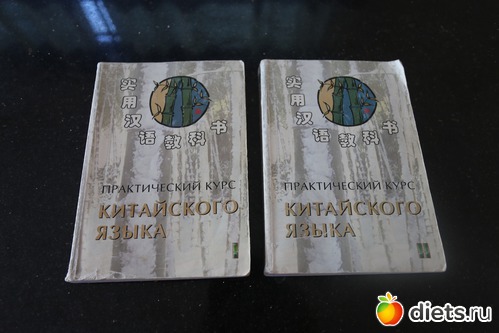 实用汉语教科书
ПРАКТИЧЕСКИЙ КУРС
КИТАЙСКОГО
ЯЗЫКА
实用汉语教科书
ПРАКТИЧЕСКИЙ КУРС
КИТАЙСКОГО
ЯЗЫКА
diets.ru